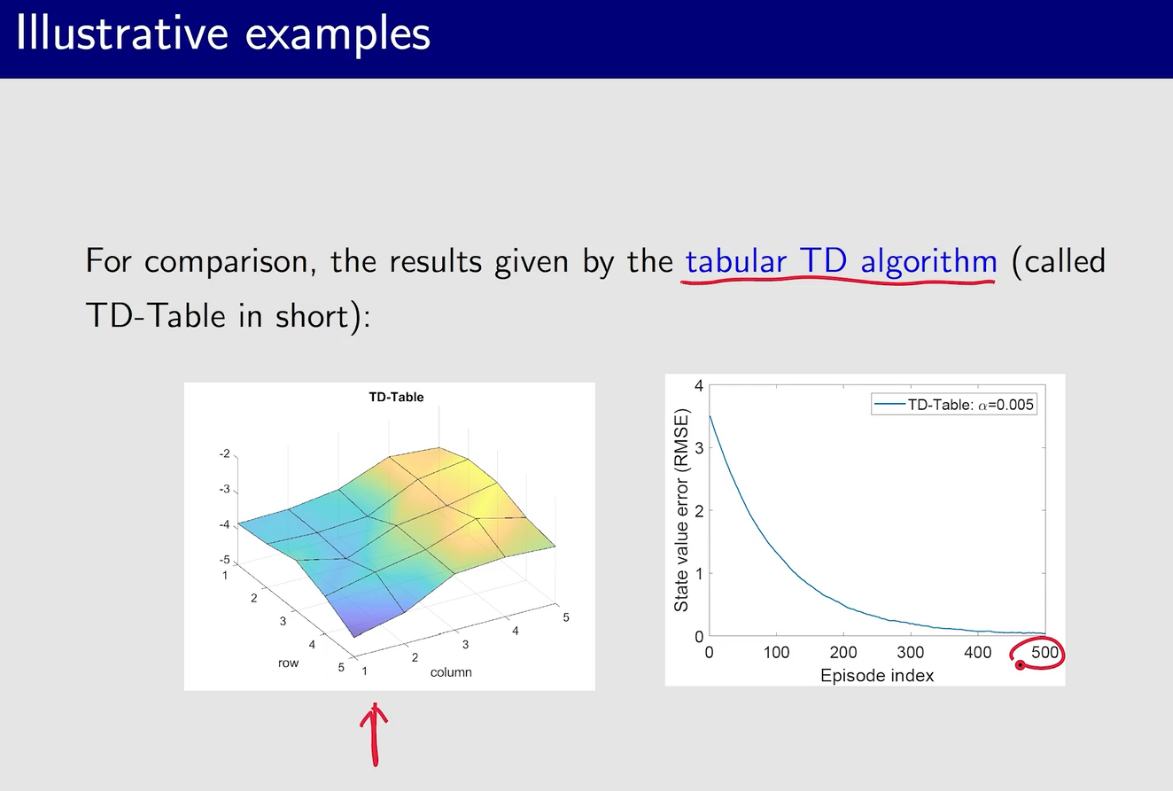 Illustrative examples
For comparison, the results given by the tabular TD algorithm (called
TD-Table in short):
TD-Table
-2
-3
-4
-5
1
2
3
4
5
row
1
2
3
4
5
column
4
3
2
1
0
State value error (RMSE)
TD-Table: α=0.005
0 100 200 300 400 500
Episode index